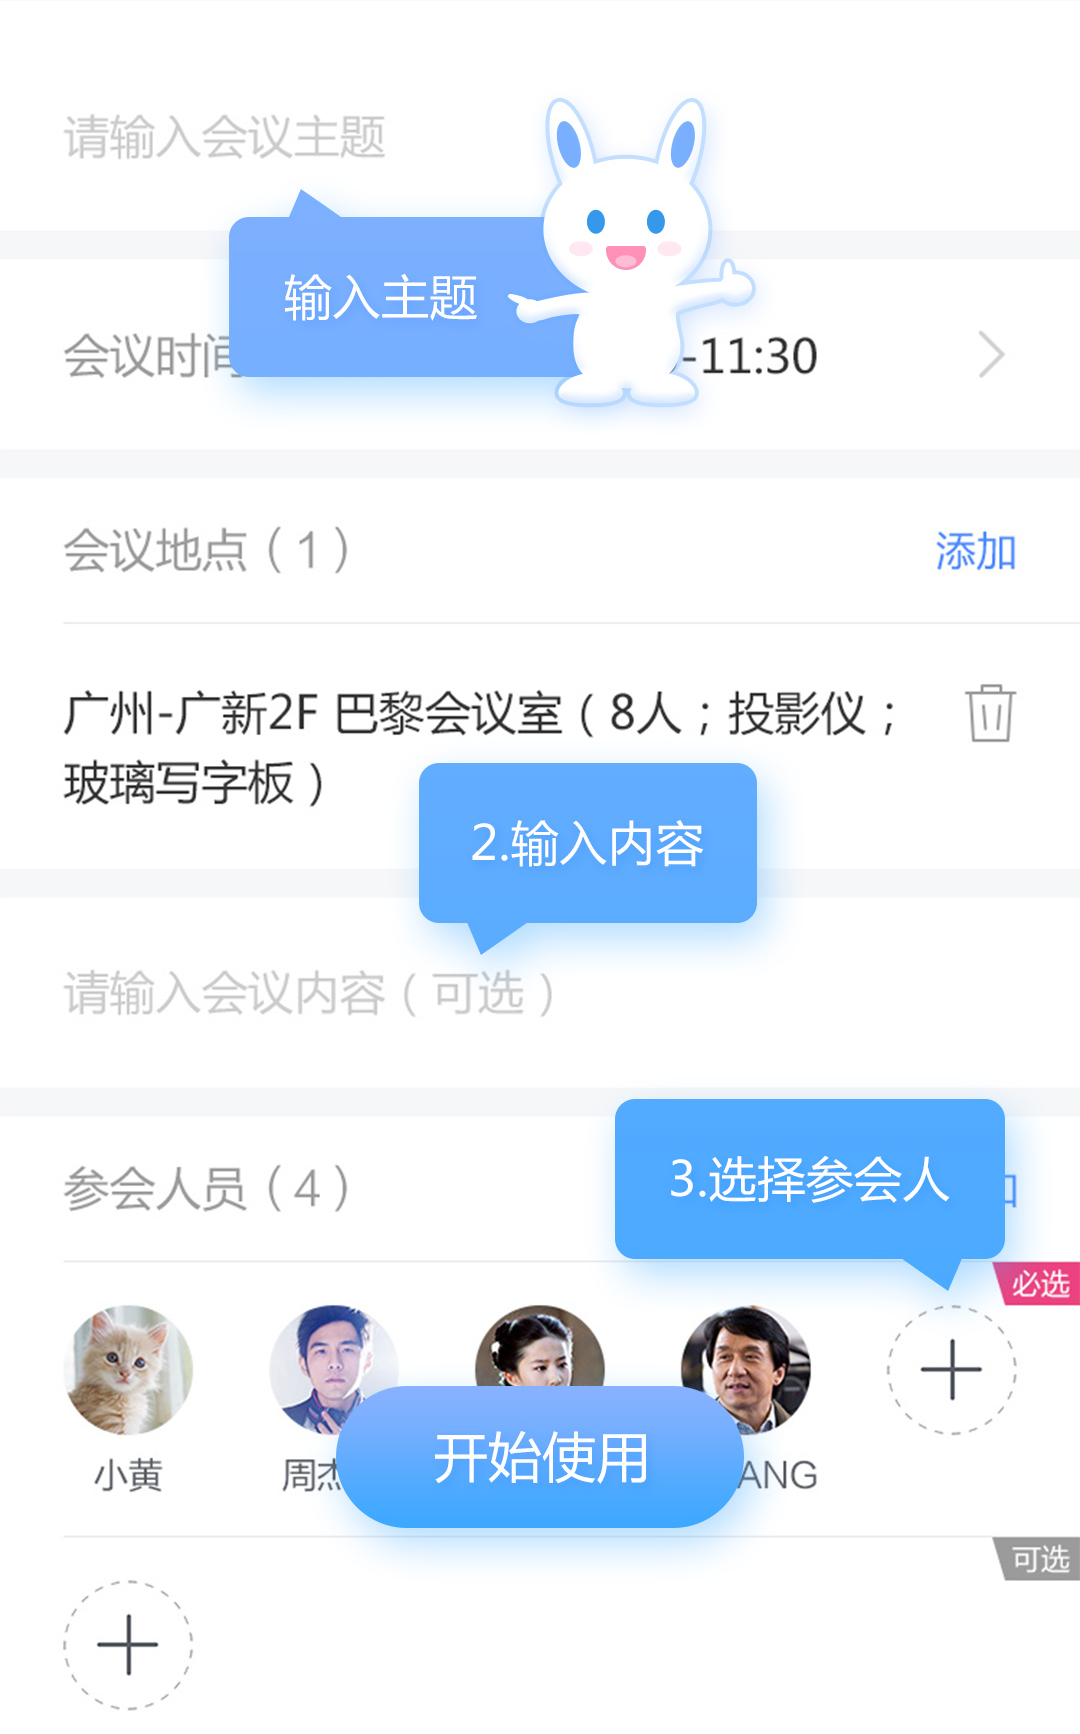 请输入会议主题
输入主题
会议时间
-11:30
会议地点（1）
添加
广州-广新2F 巴黎会议室（8人；投影仪；
玻璃写字板）
2.输入内容
请输入会议内容（可选）
3.选择参会人
参会人员（4）
必选
小黄
周杰
ANG
开始使用
可选